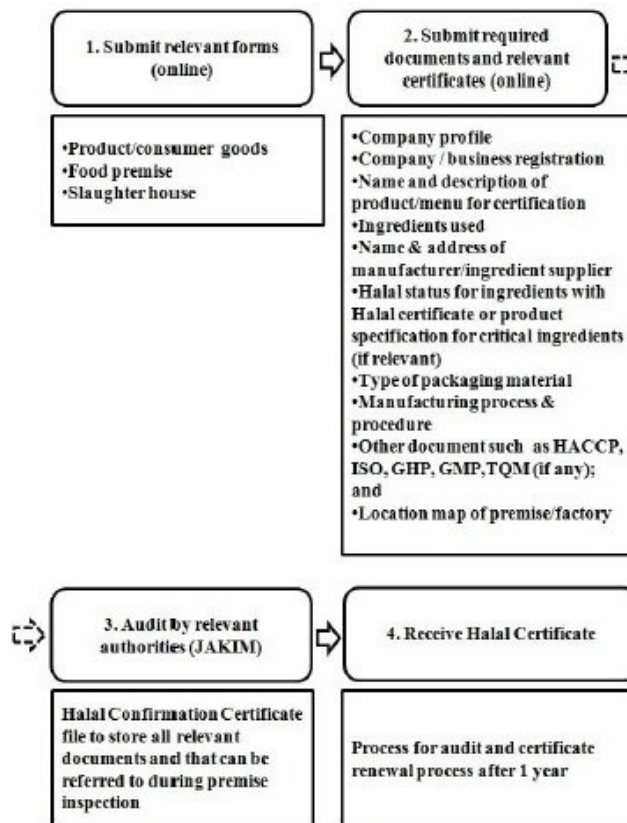 1. Submit relevant forms
(online)
2. Submit required
documents and relevant
certificates (online)
•Product/consumer goods
•Food premise
•Slaughter house
•Company profile
•Company / business registration
•Name and description of
product/menu for certification
•Ingredients used
•Name & address of
manufacturer/ingredient supplier
•Halal status for ingredients with
Halal certificate or product
specification for critical ingredients
(if relevant)
•Type of packaging material
•Manufacturing process &
procedure
•Other document such as HACCP,
ISO, GHP, GMP,TQM (if any);
and
•Location map of premise/factory
3. Audit by relevant
authorities (JAKIM)
4. Receive Halal Certificate
Halal Confirmation Certificate
file to store all relevant
documents and that can be
referred to during premise
inspection
Process for audit and certificate
renewal process after 1 year